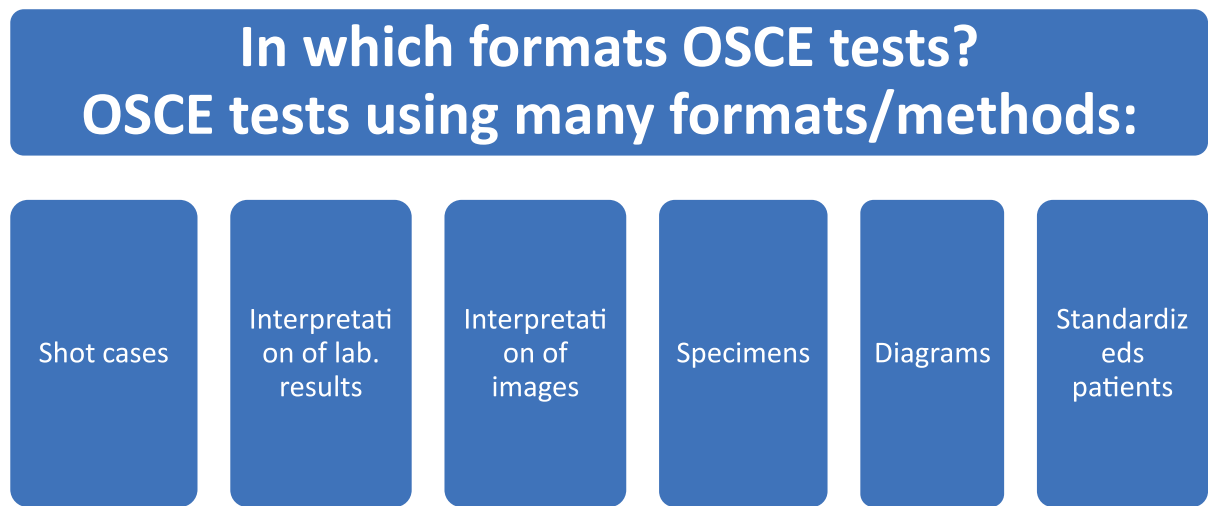 In which formats OSCE tests?
OSCE tests using many formats/methods:
Shot cases
Interpretati
on of lab.
results
Interpretati
on of
images
Specimens
Diagrams
Standardiz
eds
patients